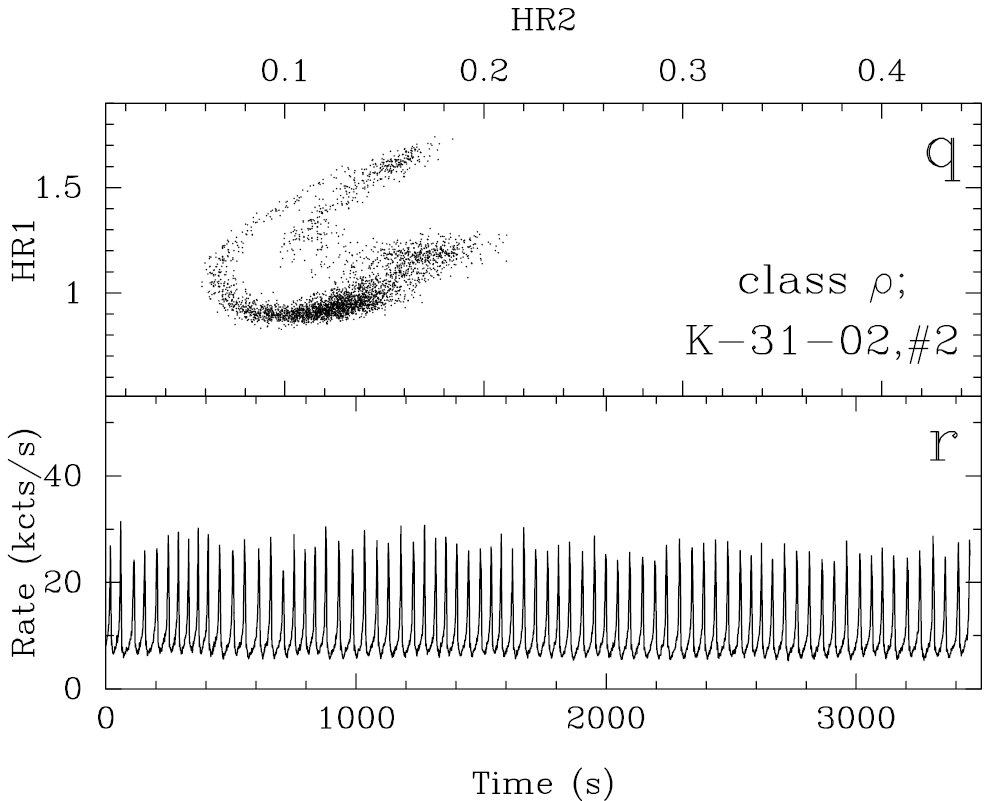 HR2
0.1 0.2 0.3 0.4
q
1.5
HR1
1
class ρ;
K−31−02,#2
r
40
Rate (kcts/s)
20
0
0 1000 2000 3000
Time (s)